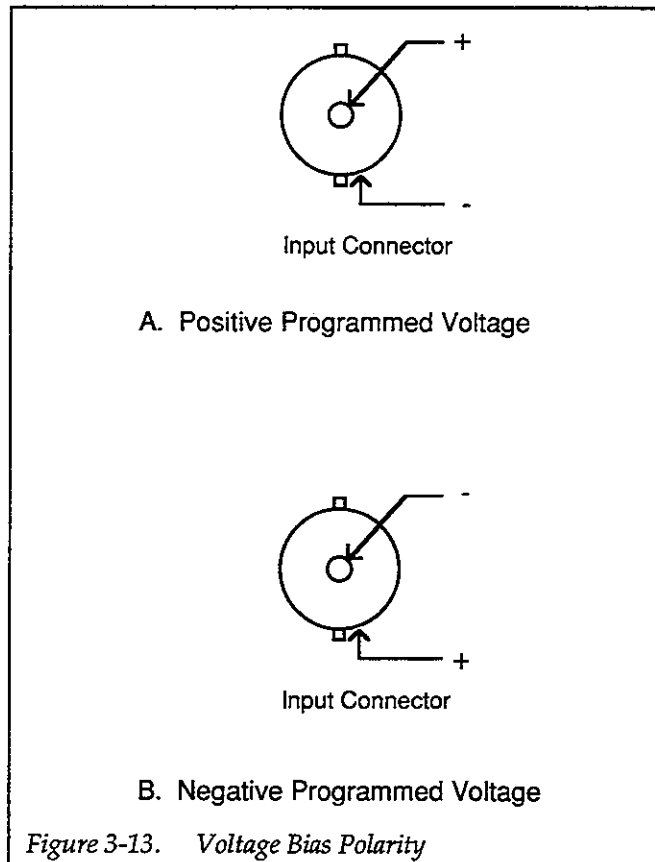 +
-
Input Connector
A. Positive Programmed Voltage
-
+
Input Connector
B. Negative Programmed Voltage
Figure 3-13. Voltage Bias Polarity